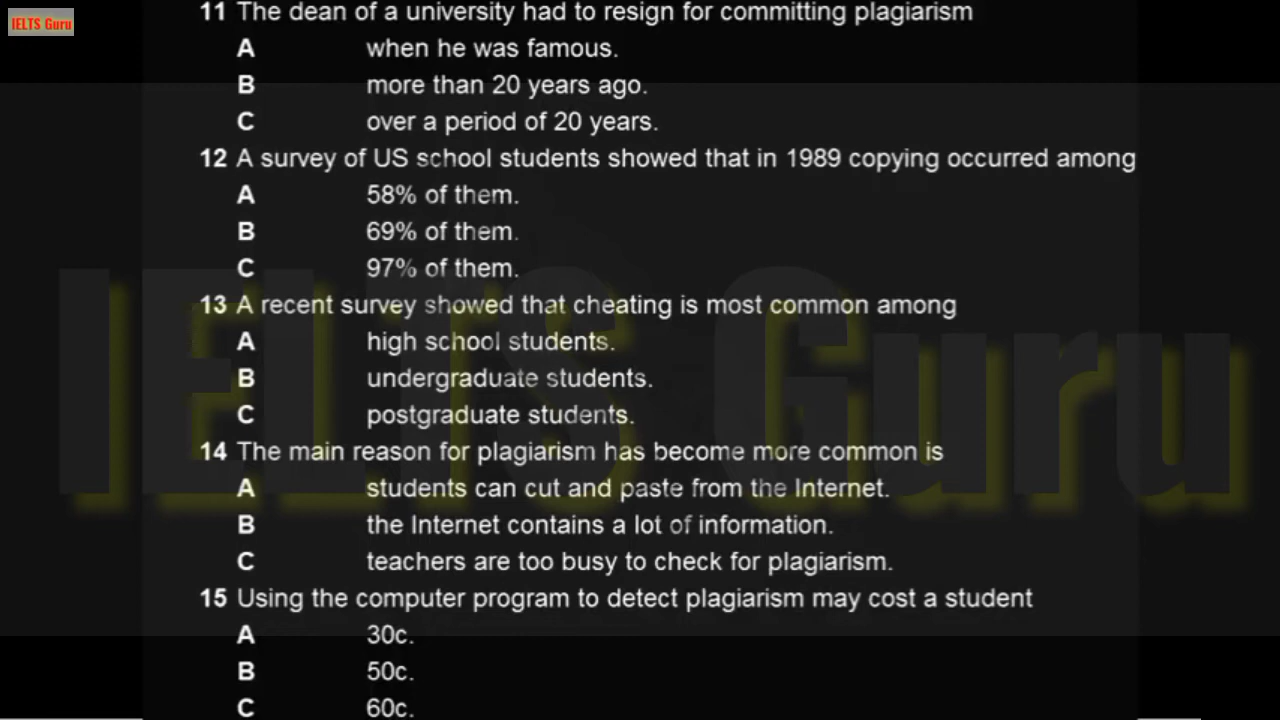 IELTS Guru
11 The dean of a university had to resign for committing plagiarism
A when he was famous.
B more than 20 years ago.
C over a period of 20 years.
12 A survey of US school students showed that in 1989 copying occurred among
A 58% of them.
B 69% of them.
C 97% of them.
13 A recent survey showed that cheating is most common among
A high school students.
B undergraduate students.
C postgraduate students.
IELTS Guru
14 The main reason for plagiarism has become more common is
A students can cut and paste from the Internet.
B the Internet contains a lot of information.
C teachers are too busy to check for plagiarism.
15 Using the computer program to detect plagiarism may cost a student
A 30c.
B 50c.
C 60c.